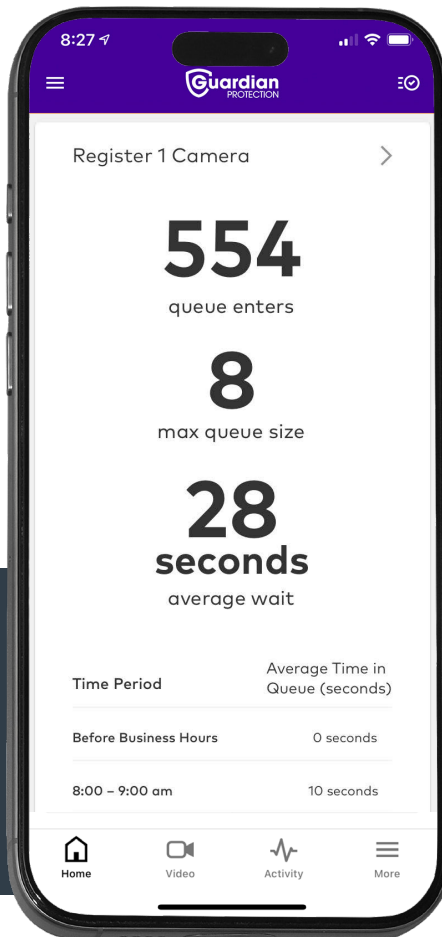 8:27
Guardian
PROTECTION
Register 1 Camera
554
queue enters
8
max queue size
28
seconds
average wait
Time Period
Average Time in
Queue (seconds)
Before Business Hours
0 seconds
8:00 – 9:00 am
10 seconds
Home
Video
Activity
More